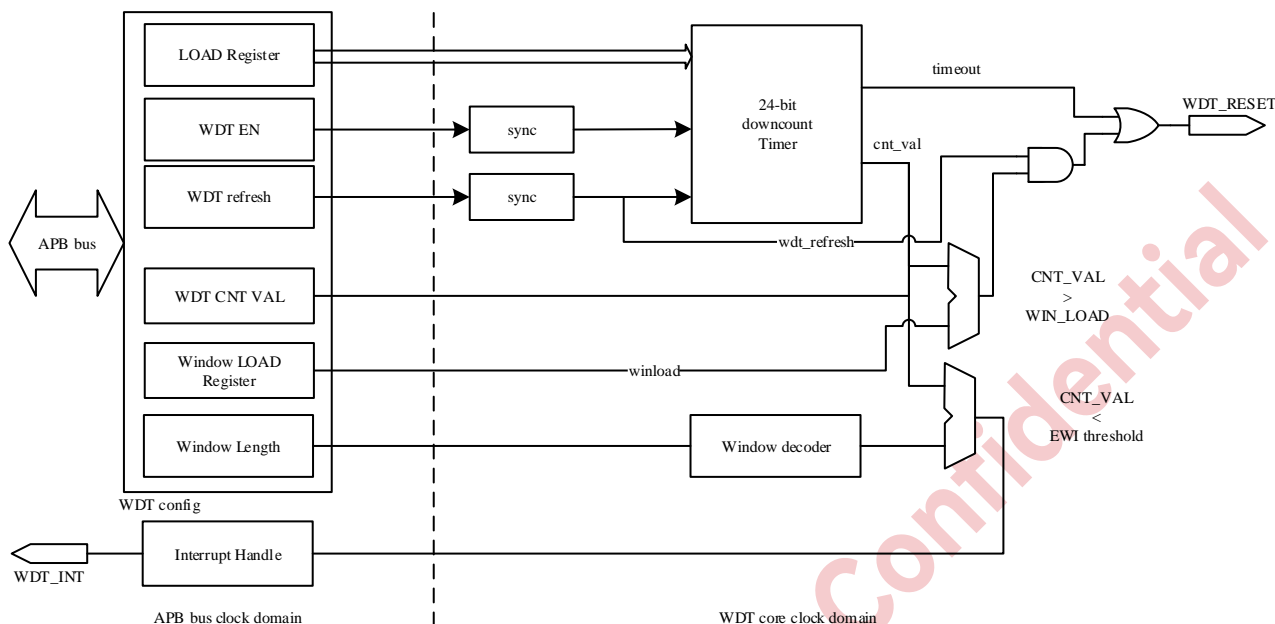 LOAD Register
WDT EN
WDT refresh
APB bus
WDT CNT VAL
Window LOAD
Register
Window Length
WDT config
Interrupt Handle
WDT_INT
APB bus clock domain
sync
sync
24-bit
downcount
Timer
timeout
cnt_val
WDT_RESET
wdt_refresh
CNT_VAL
>
WIN_LOAD
winload
Window decoder
CNT_VAL
<
EWI threshold
WDT core clock domain
Confidential